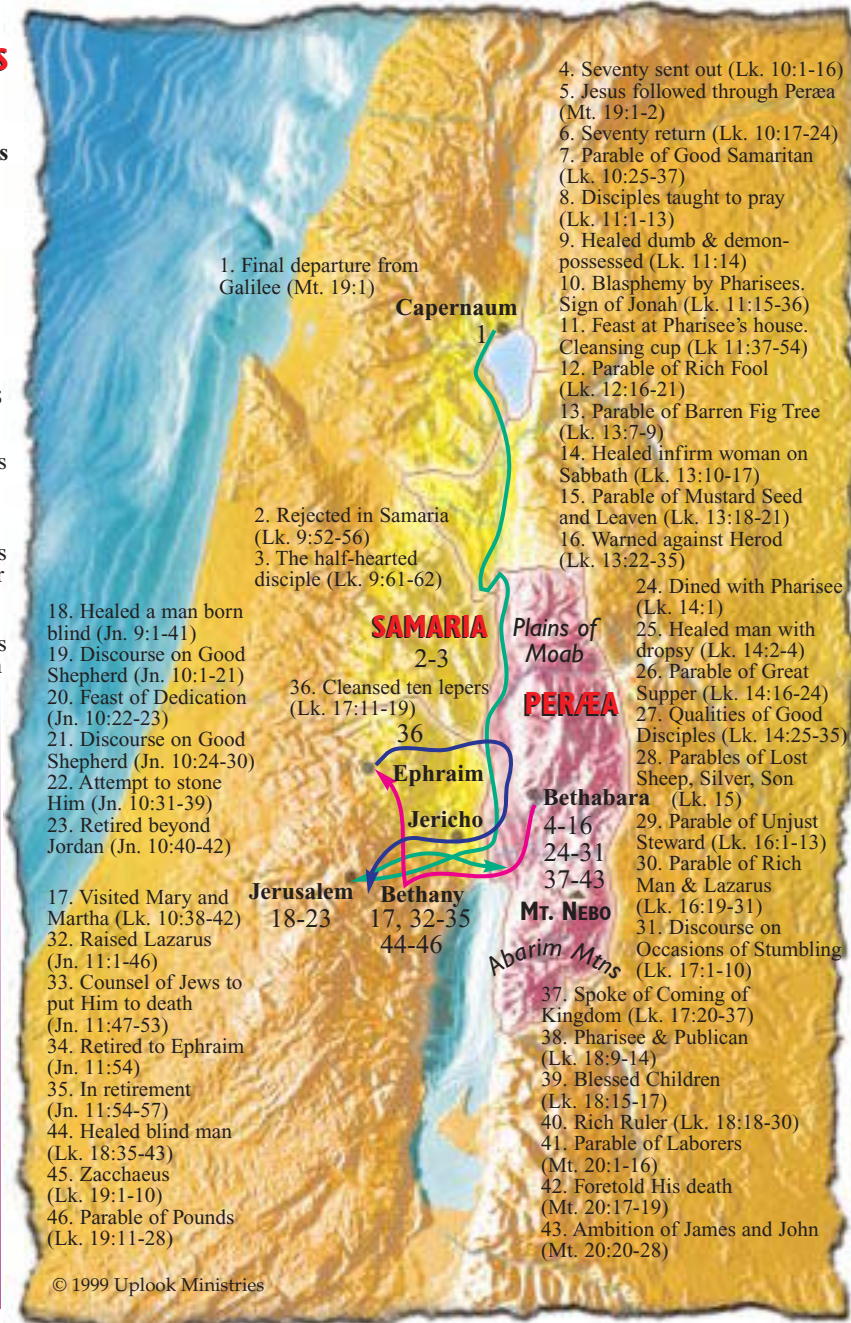 4. Seventy sent out (Lk. 10:1-16)
5. Jesus followed through Peræa
(Mt. 19:1-2)
6. Seventy return (Lk. 10:17-24)
7. Parable of Good Samaritan
(Lk. 10:25-37)
8. Disciples taught to pray
(Lk. 11:1-13)
9. Healed dumb & demon-
possessed (Lk. 11:14)
10. Blasphemy by Pharisees.
Sign of Jonah (Lk. 11:15-36)
11. Feast at Pharisee's house.
Cleansing cup (Lk 11:37-54)
12. Parable of Rich Fool
(Lk. 12:16-21)
13. Parable of Barren Fig Tree
(Lk. 13:7-9)
14. Healed infirm woman on
Sabbath (Lk. 13:10-17)
15. Parable of Mustard Seed
and Leaven (Lk. 13:18-21)
16. Warned against Herod
(Lk. 13:22-35)
1. Final departure from
Galilee (Mt. 19:1)
Capernaum
1
2. Rejected in Samaria
(Lk. 9:52-56)
3. The half-hearted
disciple (Lk. 9:61-62)
SAMARIA
2-3
Plains of
Moab
PERÆA
36. Cleansed ten lepers
(Lk. 17:11-19)
36
Ephraim
Jericho
Bethabara
4-16
24-31
37-43
MT. NEBO
Abarim Mtns
Jerusalem
18-23
Bethany
17, 32-35
44-46
18. Healed a man born
blind (Jn. 9:1-41)
19. Discourse on Good
Shepherd (Jn. 10:1-21)
20. Feast of Dedication
(Jn. 10:22-23)
21. Discourse on Good
Shepherd (Jn. 10:24-30)
22. Attempt to stone
Him (Jn. 10:31-39)
23. Retired beyond
Jordan (Jn. 10:40-42)
17. Visited Mary and
Martha (Lk. 10:38-42)
32. Raised Lazarus
(Jn. 11:1-46)
33. Counsel of Jews to
put Him to death
(Jn. 11:47-53)
34. Retired to Ephraim
(Jn. 11:54)
35. In retirement
(Jn. 11:54-57)
44. Healed blind man
(Lk. 18:35-43)
45. Zacchaeus
(Lk. 19:1-10)
46. Parable of Pounds
(Lk. 19:11-28)
24. Dined with Pharisee
(Lk. 14:1)
25. Healed man with
dropsy (Lk. 14:2-4)
26. Parable of Great
Supper (Lk. 14:16-24)
27. Qualities of Good
Disciples (Lk. 14:25-35)
28. Parables of Lost
Sheep, Silver, Son
(Lk. 15)
29. Parable of Unjust
Steward (Lk. 16:1-13)
30. Parable of Rich
Man & Lazarus
(Lk. 16:19-31)
31. Discourse on
Occasions of Stumbling
(Lk. 17:1-10)
37. Spoke of Coming of
Kingdom (Lk. 17:20-37)
38. Pharisee & Publican
(Lk. 18:9-14)
39. Blessed Children
(Lk. 18:15-17)
40. Rich Ruler (Lk. 18:18-30)
41. Parable of Laborers
(Mt. 20:1-16)
42. Foretold His death
(Mt. 20:17-19)
43. Ambition of James and John
(Mt. 20:20-28)
© 1999 Uplook Ministries